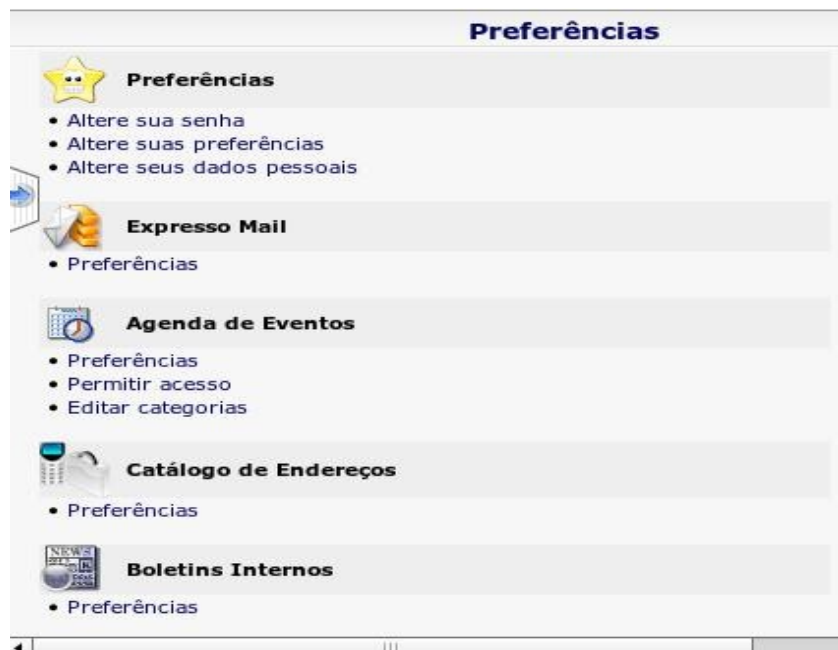 Preferências
Preferências
• Altere sua senha
• Altere suas preferências
• Altere seus dados pessoais
Expresso Mail
• Preferências
Agenda de Eventos
• Preferências
• Permitir acesso
• Editar categorias
Catálogo de Endereços
• Preferências
NEWS
Boletins Internos
• Preferências